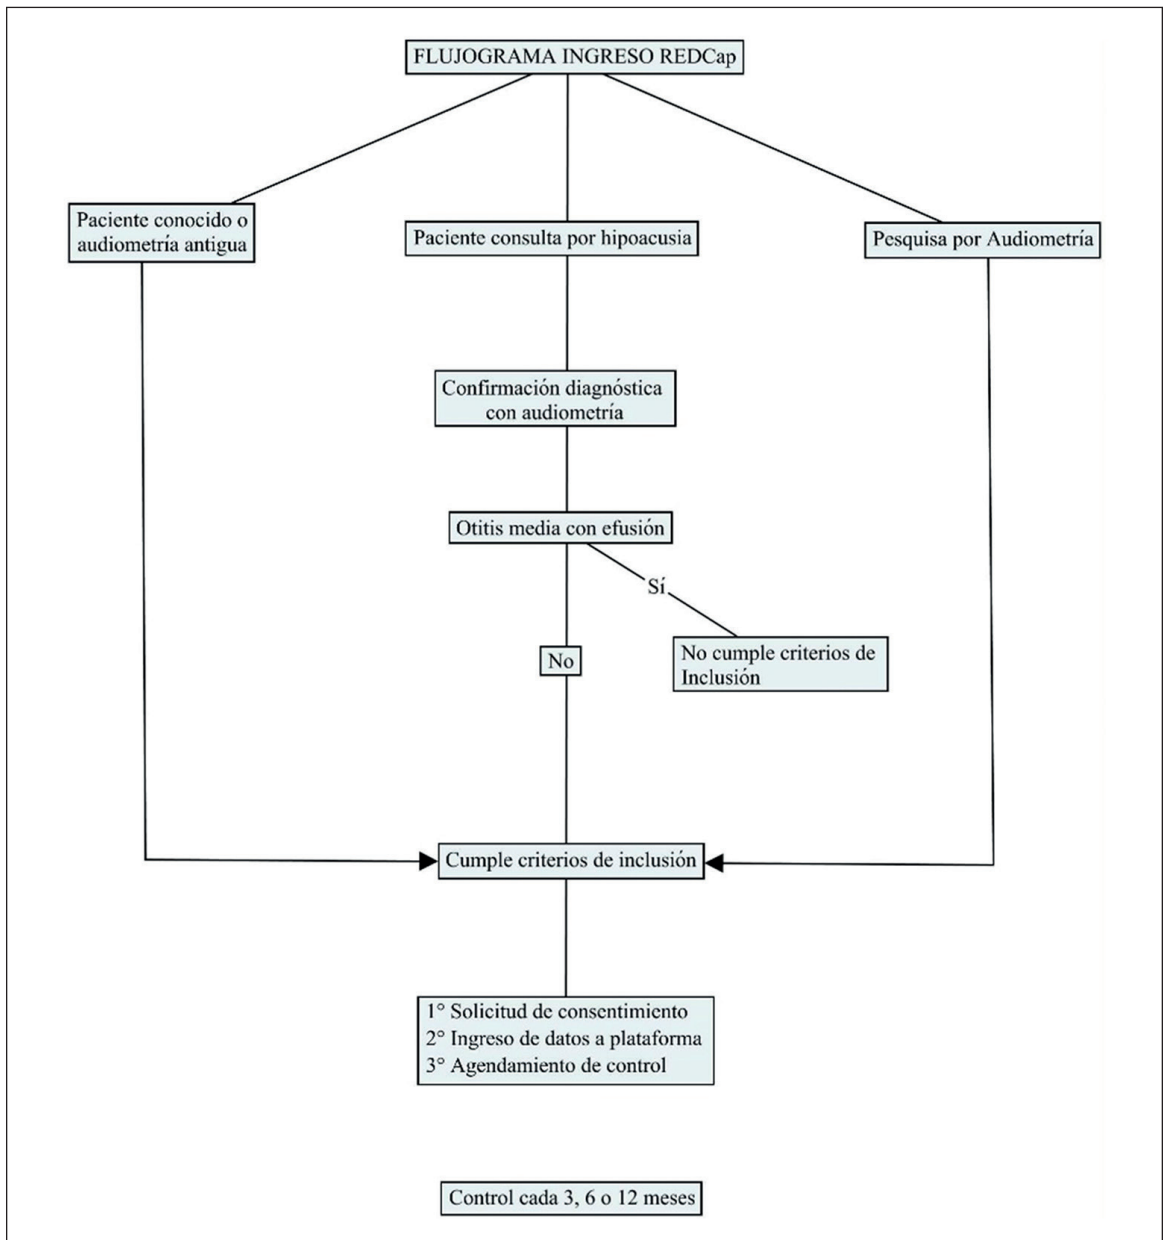 FLUJOGRAMA INGRESO REDCap
Paciente conocido o
audiometría antigua
Paciente consulta por hipoacusia
Pesquisa por Audiometría
Confirmación diagnóstica
con audiometría
Otitis media con efusión
Sí
No
No cumple criterios de
Inclusión
Cumple criterios de inclusión
1° Solicitud de consentimiento
2° Ingreso de datos a plataforma
3° Agendamiento de control
Control cada 3, 6 o 12 meses